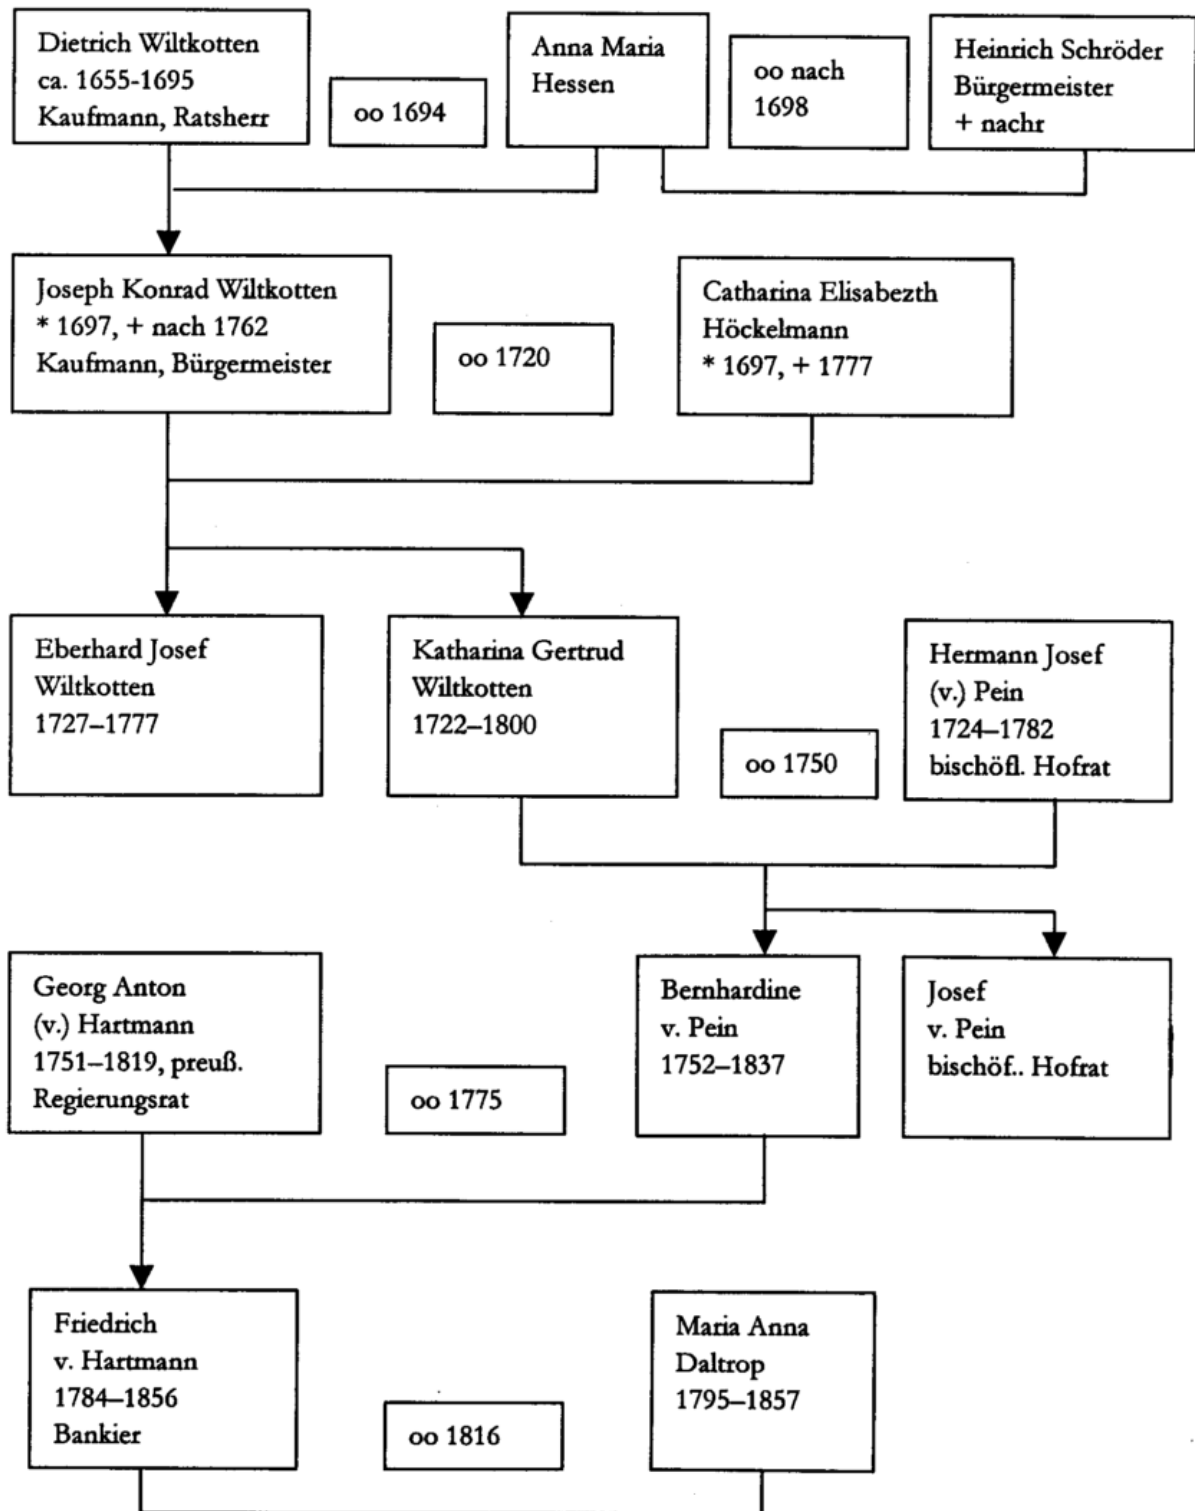 Dietrich Wiltkotten
ca. 1655-1695
Kaufmann, Ratsherr
oo 1694
Anna Maria
Hessen
oo nach
1698
Heinrich Schröder
Bürgermeister
+ nachr
Joseph Konrad Wiltkotten
* 1697, + nach 1762
Kaufmann, Bürgermeister
oo 1720
Catharina Elisabezth
Höckelmann
* 1697, + 1777
Eberhard Josef
Wiltkotten
1727–1777
Katharina Gertrud
Wiltkotten
1722–1800
oo 1750
Hermann Josef
(v.) Pein
1724–1782
bischöfl. Hofrat
Georg Anton
(v.) Hartmann
1751–1819, preuß.
Regierungsrat
oo 1775
Bernhardine
v. Pein
1752–1837
Josef
v. Pein
bischöf.. Hofrat
Friedrich
v. Hartmann
1784–1856
Bankier
oo 1816
Maria Anna
Daltrop
1795–1857